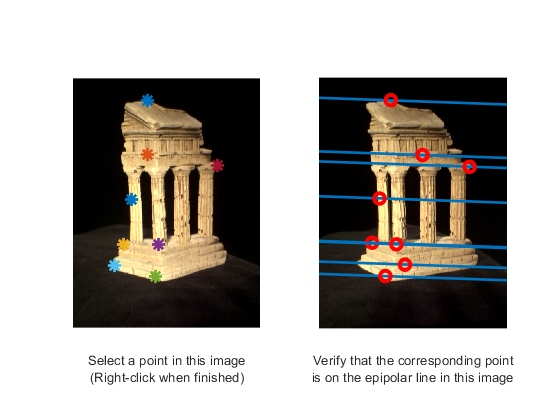 Select a point in this image
(Right-click when finished)
Verify that the corresponding point
is on the epipolar line in this image